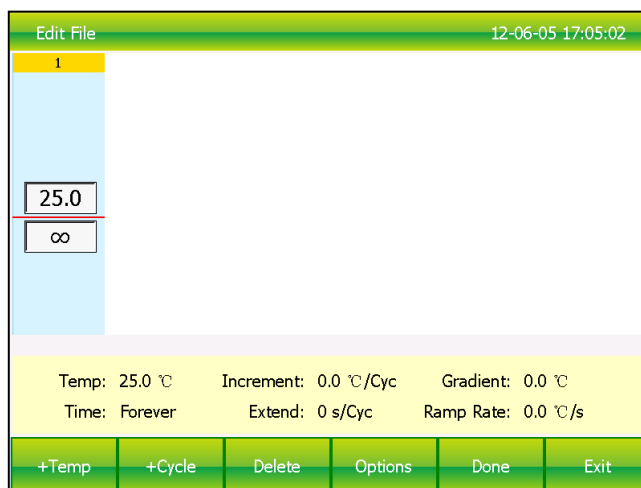 Edit File 12-06-05 17:05:02
1
25.0
∞
Temp: 25.0 ℃ Increment: 0.0 ℃/Cyc Gradient: 0.0 ℃
Time: Forever Extend: 0 s/Cyc Ramp Rate: 0.0 ℃/s
+Temp +Cycle Delete Options Done Exit